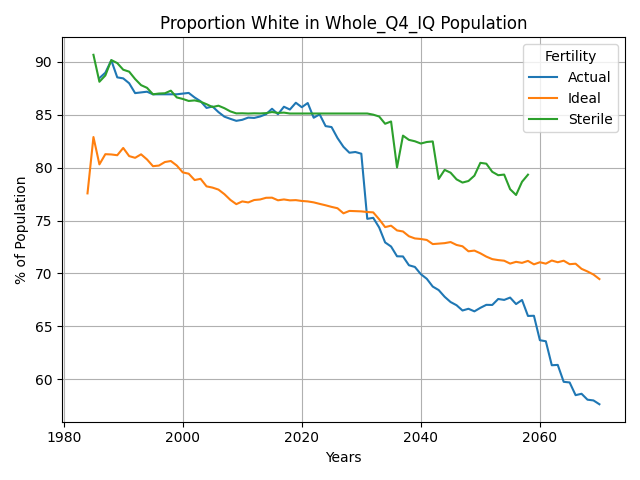 Proportion White in Whole_Q4_IQ Population
Fertility
Actual
Ideal
Sterile
% of Population
90
85
80
75
70
65
60
1980
2000
2020
2040
2060
Years